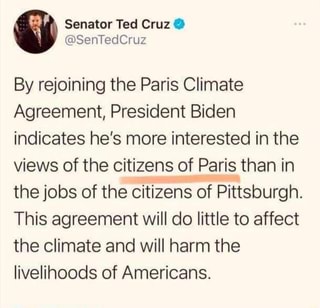 Senator Ted Cruz
@SenTedCruz
By rejoining the Paris Climate
Agreement, President Biden
indicates he's more interested in the
views of the citizens of Paris than in
the jobs of the citizens of Pittsburgh.
This agreement will do little to affect
the climate and will harm the
livelihoods of Americans.